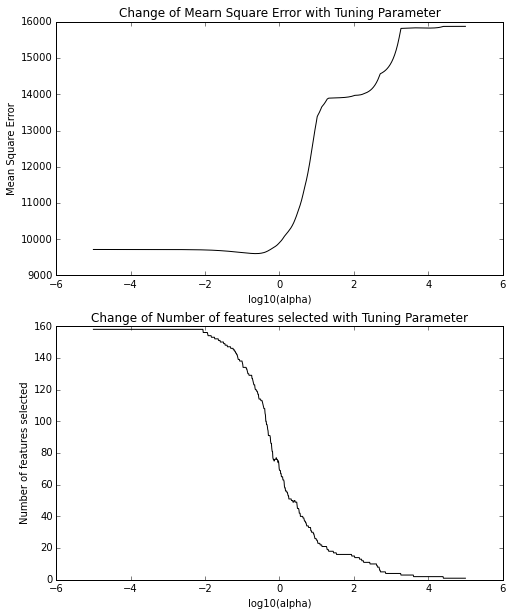 Change of Mearn Square Error with Tuning Parameter
16000
15000
14000
13000
12000
11000
10000
9000
Mean Square Error
−6 −4 −2 0 2 4 6
log10(alpha)
Change of Number of features selected with Tuning Parameter
160
140
120
100
80
60
40
20
0
Number of features selected
−6 −4 −2 0 2 4 6
log10(alpha)